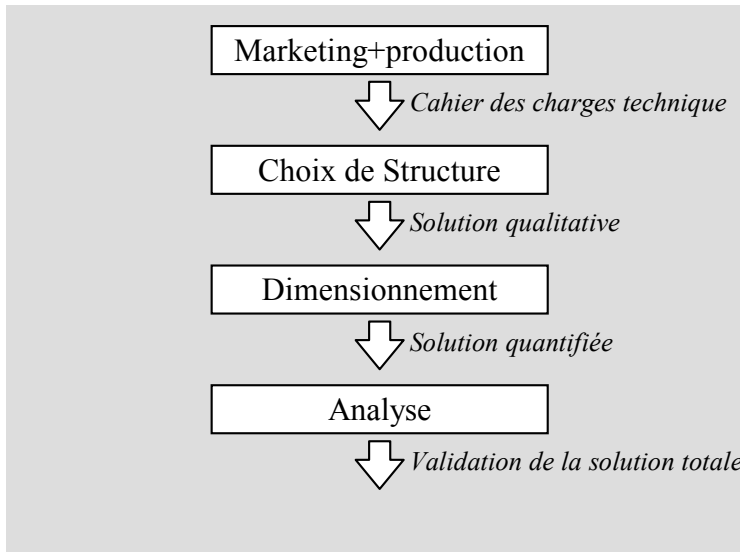 Marketing+production
Cahier des charges technique
Choix de Structure
Solution qualitative
Dimensionnement
Solution quantifiée
Analyse
Validation de la solution totale